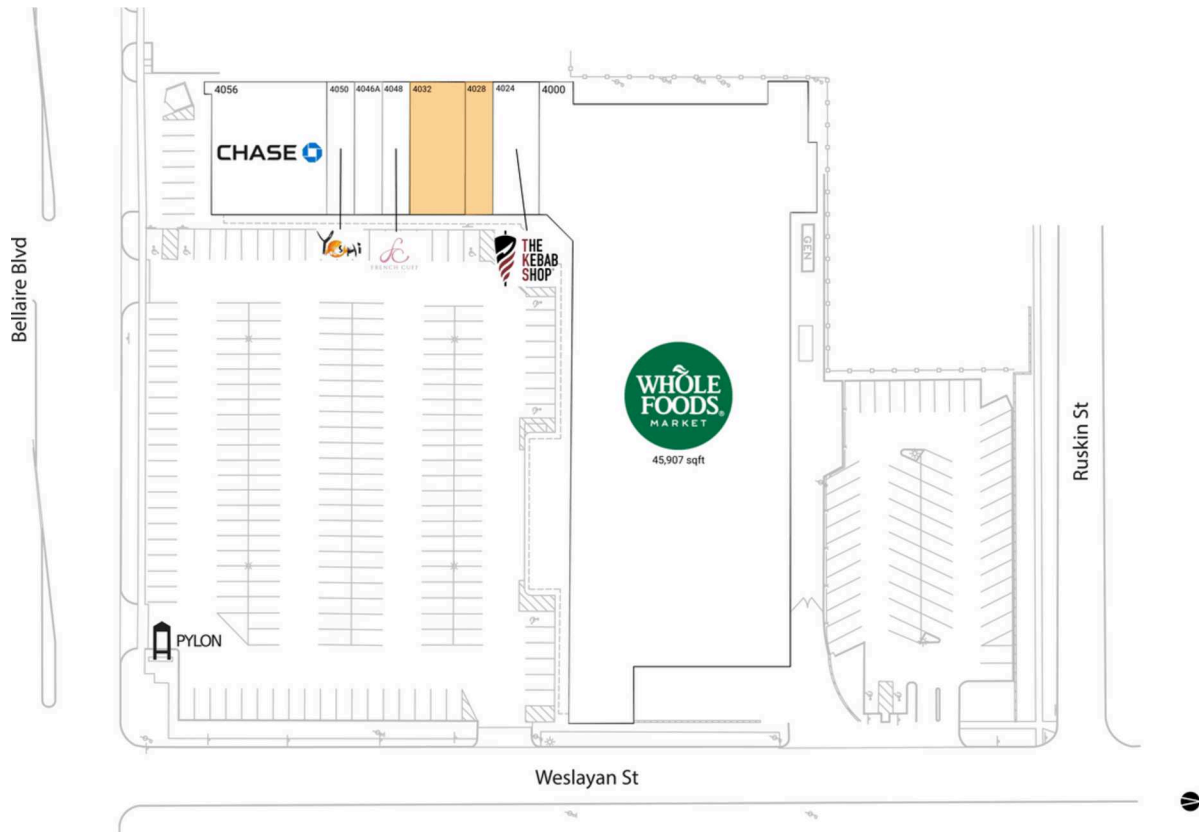 4056
4050
4046A
4048
4032
4028
4024
4000
CHASE
Yoshi
FRENCH CUFF
THE
KEBAB
SHOP
GEN
Bellaire Blvd
WHOLE
FOODS
MARKET
45,907 sqft
Ruskin St
PYLON
Weslayan St